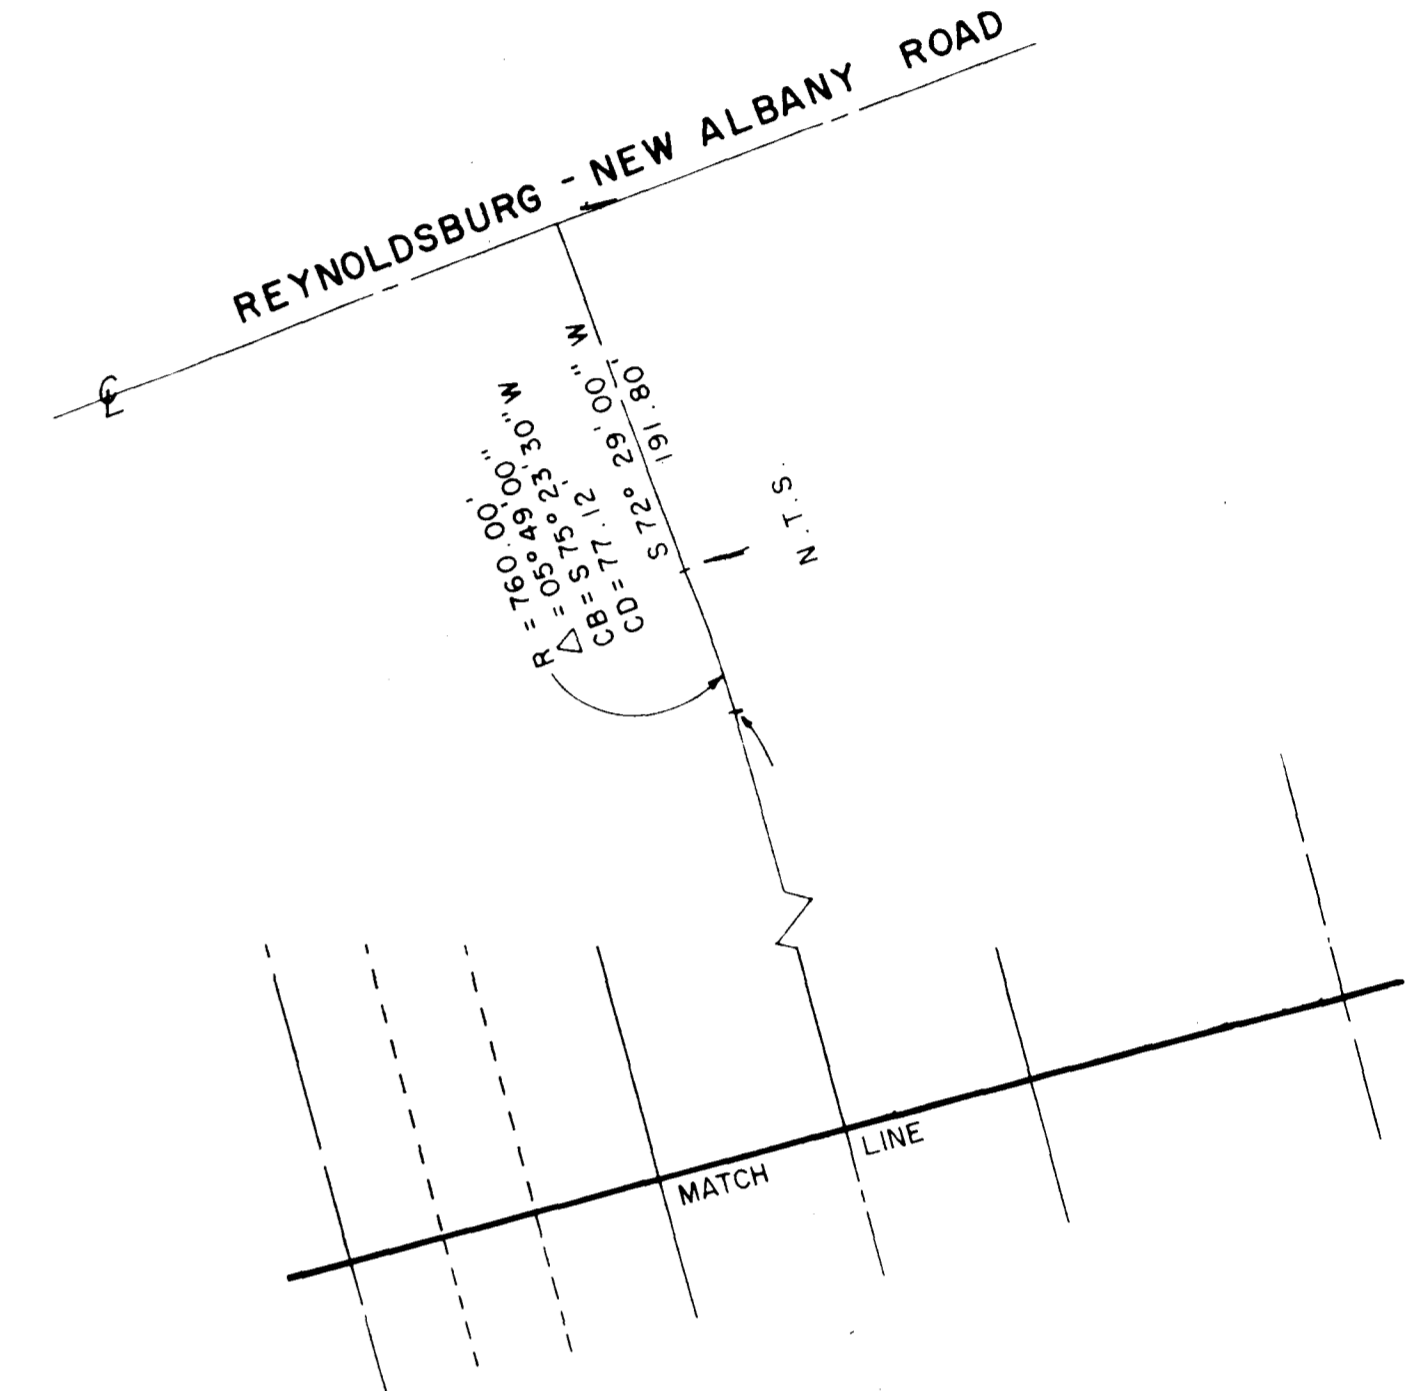 REYNOLDSBURG - NEW ALBANY ROAD
℄
R = 760.00'
△ = 05° 49' 00"
CB = S 75° 23' 30" W
CD = 77.12'
S 72° 29' 00" W
191.80'
N.T.S.
MATCH LINE